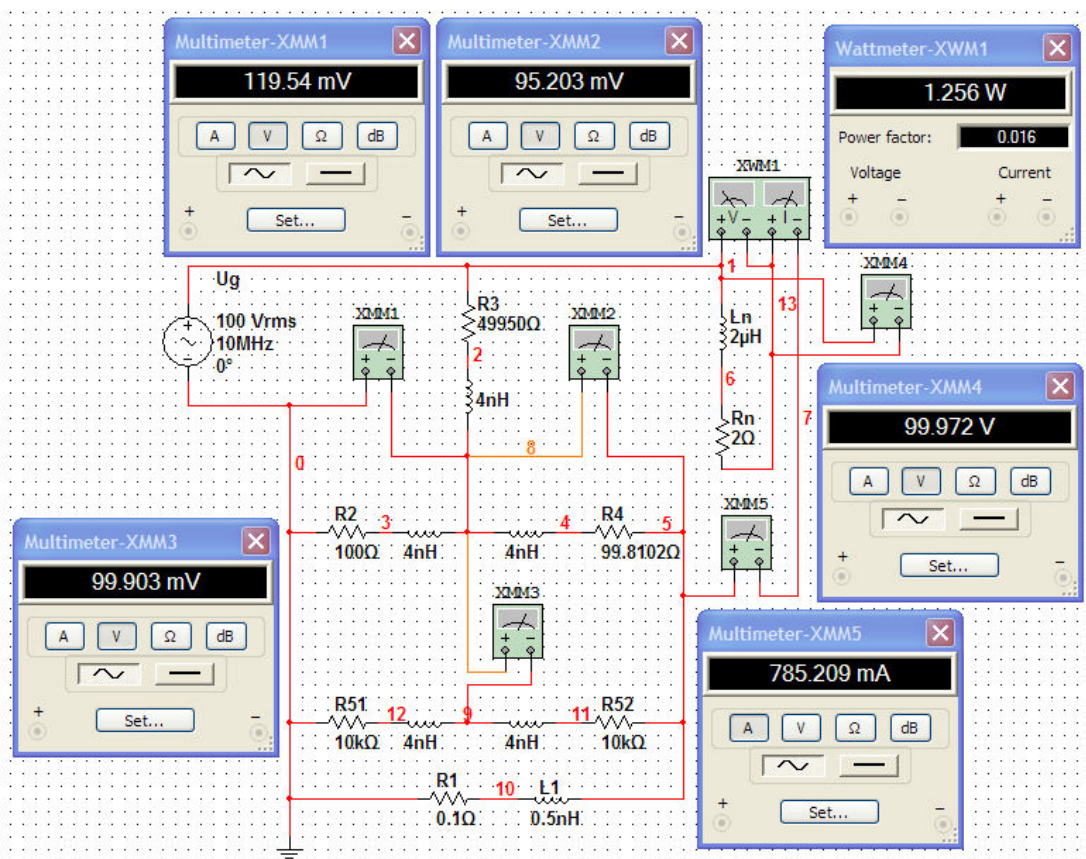 Multimeter-XMM1
119.54 mV
A V Ω dB
+ Set... −
Multimeter-XMM2
95.203 mV
A V Ω dB
+ Set... −
Wattmeter-XWM1
1.256 W
Power factor: 0.016
Voltage Current
+ − + −
XWM1
+ V − + I −
Ug
100 Vrms
10MHz
0°
XMM1
+ −
R3
49950Ω
2
4nH
XMM2
+ −
1
Ln
2µH
6
Rn
2Ω
13
7
XMM4
+ −
Multimeter-XMM4
99.972 V
A V Ω dB
+ Set... −
0
8
R2
100Ω
3
4nH
4nH
4
R4
99.8102Ω
5
XMM5
+ −
Multimeter-XMM3
99.903 mV
A V Ω dB
+ Set... −
XMM3
+ −
Multimeter-XMM5
785.209 mA
A V Ω dB
+ Set... −
R51
10kΩ
12
4nH
9
4nH
11
R52
10kΩ
R1
0.1Ω
10
L1
0.5nH